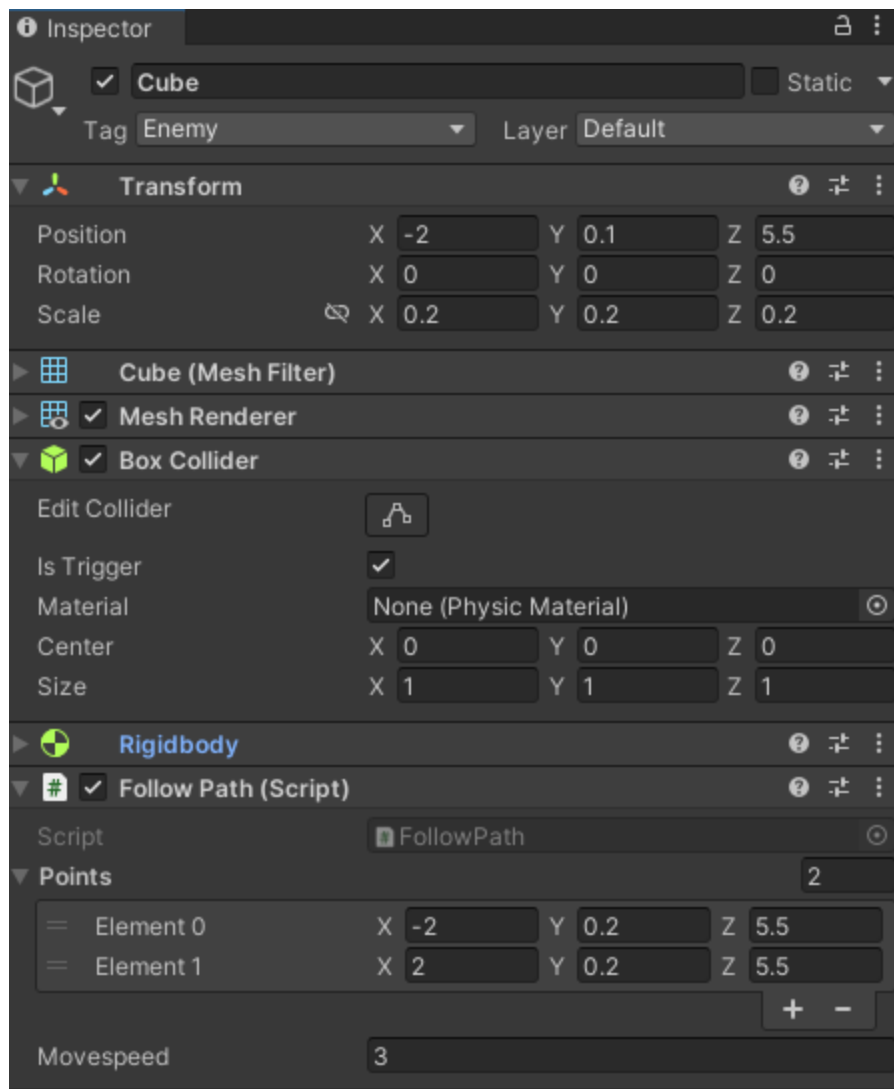 Inspector
Cube Static
Tag Enemy Layer Default
Transform
Position X -2 Y 0.1 Z 5.5
Rotation X 0 Y 0 Z 0
Scale X 0.2 Y 0.2 Z 0.2
Cube (Mesh Filter)
Mesh Renderer
Box Collider
Edit Collider
Is Trigger
Material None (Physic Material)
Center X 0 Y 0 Z 0
Size X 1 Y 1 Z 1
Rigidbody
# Follow Path (Script)
Script FollowPath
Points 2
Element 0 X -2 Y 0.2 Z 5.5
Element 1 X 2 Y 0.2 Z 5.5
+ −
Movespeed 3